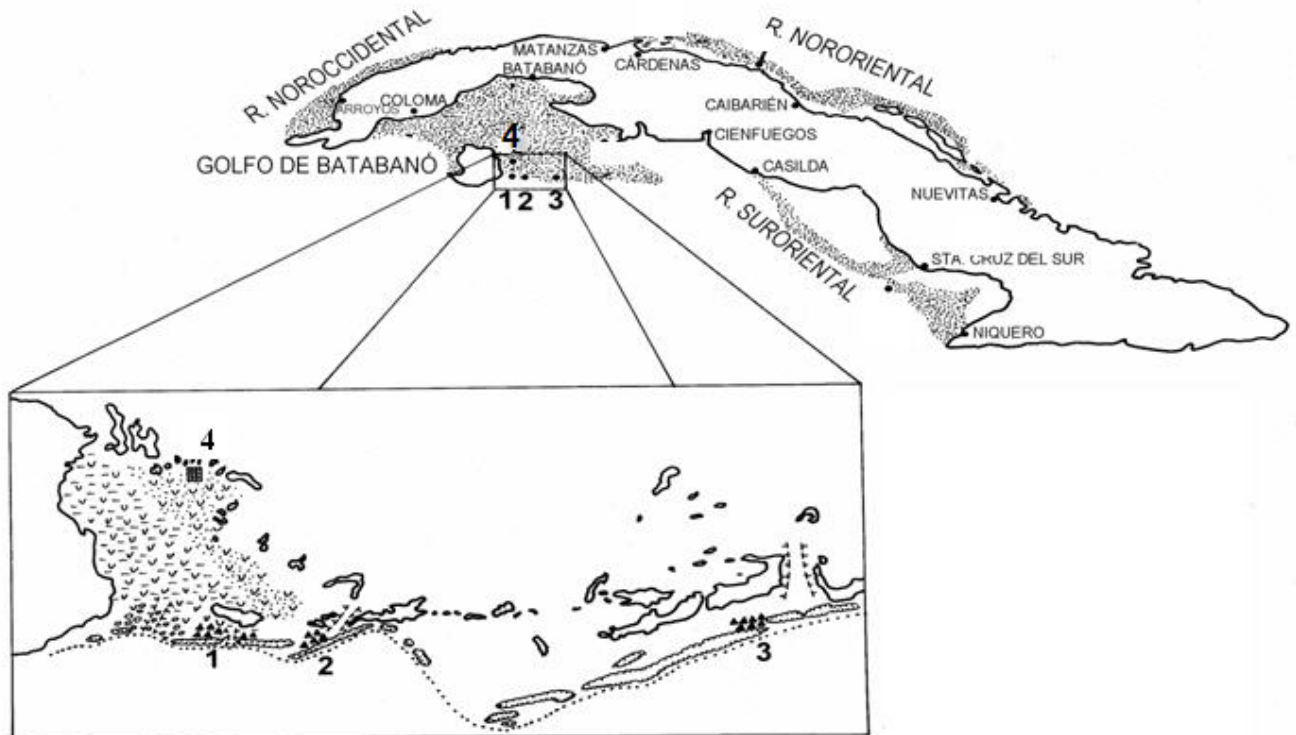 R. NOROCCIDENTAL
MATANZAS
BATABANÓ
CÁRDENAS
R. NORORIENTAL
ARROYOS
COLOMA
CAIBARIÉN
CIENFUEGOS
GOLFO DE BATABANÓ
4
CASILDA
1 2 3
NUEVITAS
R. SURORIENTAL
STA. CRUZ DEL SUR
NIQUERO
4
1
2
3